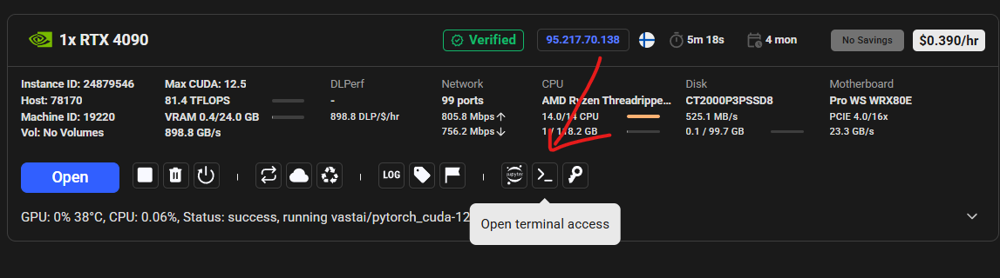 1x RTX 4090 Verified 95.217.70.138 5m 18s 4 mon No Savings $0.390/hr
Instance ID: 24879546 Max CUDA: 12.5 DLPerf Network CPU Disk Motherboard
Host: 78170 81.4 TFLOPS - 99 ports AMD Ryzen Threadrippe... CT2000P3PSSD8 Pro WS WRX80E
Machine ID: 19220 VRAM 0.4/24.0 GB 898.8 DLP/$/hr 805.8 Mbps↑ 14.0/14 CPU 525.1 MB/s PCIE 4.0/16x
Vol: No Volumes 898.8 GB/s 756.2 Mbps↓ 0.1 / 99.7 GB 23.3 GB/s
Open LOG jupyter
GPU: 0% 38°C, CPU: 0.06%, Status: success, running vastai/pytorch_cuda-12
Open terminal access